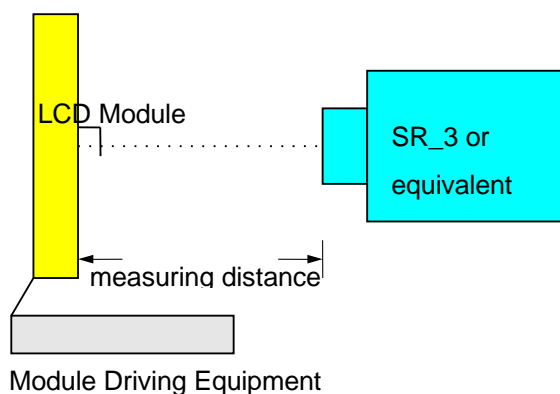 LCD Module
SR_3 or
equivalent
measuring distance
Module Driving Equipment